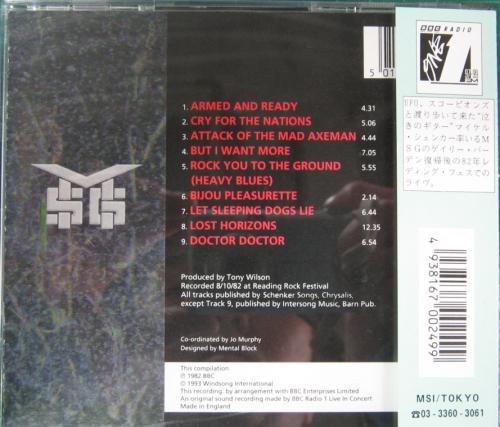 BBC RADIO
1
5 01
UFO、スコーピオンズ
と渡り歩いて来た“泣
きのギター”マイケル
・シェンカー率いるM
SGのゲイリー・バー
デン復帰後の82年レ
ディング・フェスでの
ライヴ。
1. ARMED AND READY 4.31
2. CRY FOR THE NATIONS 5.06
3. ATTACK OF THE MAD AXEMAN 4.44
4. BUT I WANT MORE 7.05
5. ROCK YOU TO THE GROUND 5.55
(HEAVY BLUES)
6. BIJOU PLEASURETTE 2.14
7. LET SLEEPING DOGS LIE 6.44
8. LOST HORIZONS 12.35
9. DOCTOR DOCTOR 6.54
MSG
Produced by Tony Wilson
Recorded 8/10/82 at Reading Rock Festival
All tracks published by Schenker Songs, Chrysalis,
except Track 9, published by Intersong Music, Barn Pub.
Co-ordinated by Jo Murphy
Designed by Mental Block
This compilation
℗ 1982 BBC
© 1993 Windsong International
This recording: by arrangement with BBC Enterprises Limited
An original sound recording made by BBC Radio 1 Live In Concert
Made in England
4 938167 002499
MSI/TOKYO
☎03-3360-3061